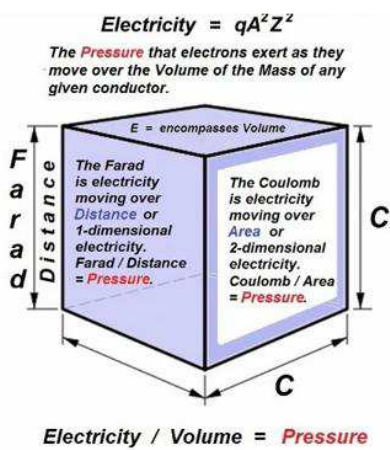 Electricity = qA²Z²
The Pressure that electrons exert as they
move over the Volume of the Mass of any
given conductor.
E = encompasses Volume
Farad
Distance
The Farad
is electricity
moving over
Distance or
1-dimensional
electricity.
Farad / Distance
= Pressure.
The Coulomb
is electricity
moving over
Area or
2-dimensional
electricity.
Coulomb / Area
= Pressure.
C
C
Electricity / Volume = Pressure